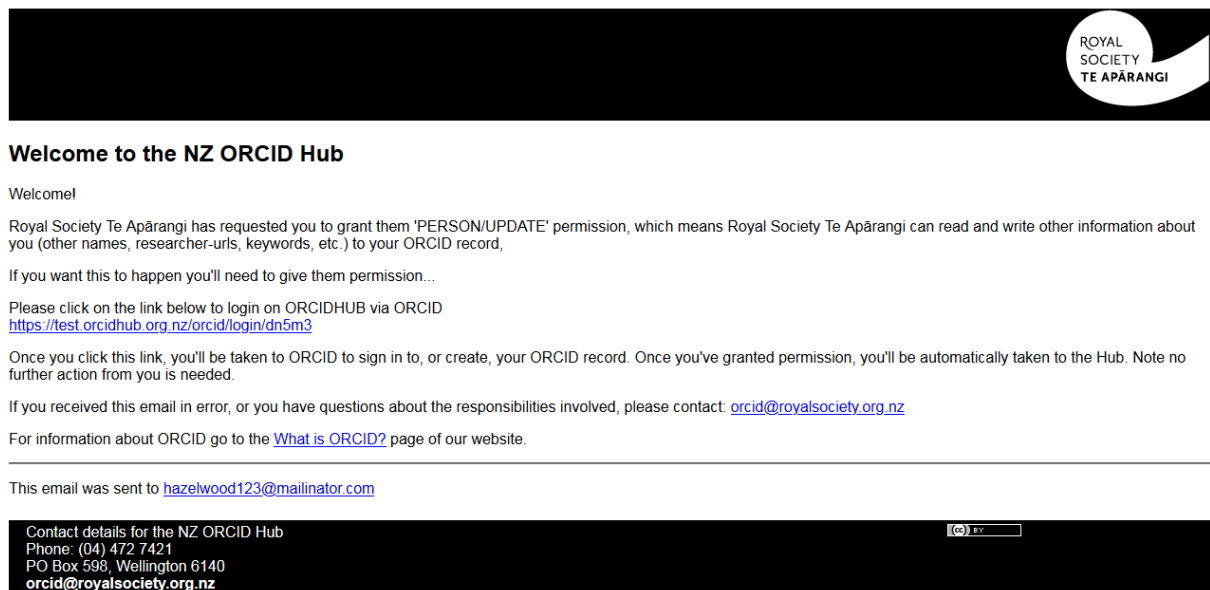 ROYAL
SOCIETY
TE APĀRANGI
Welcome to the NZ ORCID Hub
Welcome!
Royal Society Te Apārangi has requested you to grant them 'PERSON/UPDATE' permission, which means Royal Society Te Apārangi can read and write other information about
you (other names, researcher-urls, keywords, etc.) to your ORCID record,
If you want this to happen you'll need to give them permission...
Please click on the link below to login on ORCIDHUB via ORCID
https://test.orcidhub.org.nz/orcid/login/dn5m3
Once you click this link, you'll be taken to ORCID to sign in to, or create, your ORCID record. Once you've granted permission, you'll be automatically taken to the Hub. Note no
further action from you is needed.
If you received this email in error, or you have questions about the responsibilities involved, please contact: orcid@royalsociety.org.nz
For information about ORCID go to the What is ORCID? page of our website.
This email was sent to hazelwood123@mailinator.com
Contact details for the NZ ORCID Hub
Phone: (04) 472 7421
PO Box 598, Wellington 6140
orcid@royalsociety.org.nz
cc BY